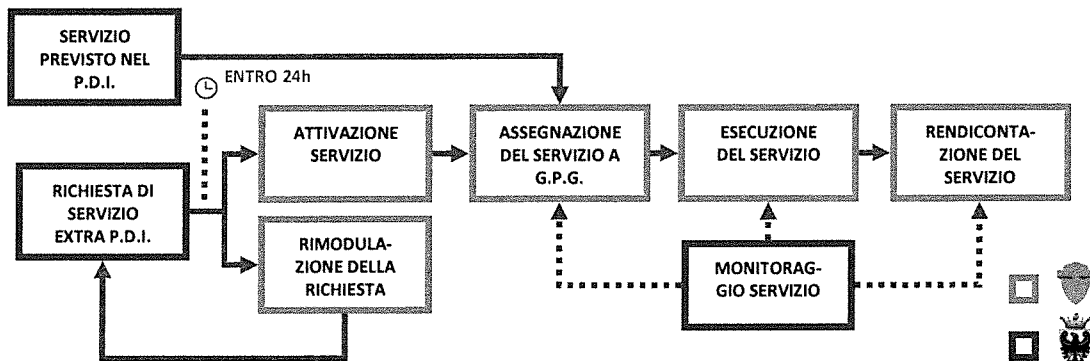 SERVIZIO
PREVISTO NEL
P.D.I.
ENTRO 24h
ATTIVAZIONE
SERVIZIO
ASSEGNAZIONE
DEL SERVIZIO A
G.P.G.
ESECUZIONE
DEL SERVIZIO
RENDICONTA-
ZIONE DEL
SERVIZIO
RICHIESTA DI
SERVIZIO
EXTRA P.D.I.
RIMODULA-
ZIONE DELLA
RICHIESTA
MONITORAG-
GIO SERVIZIO